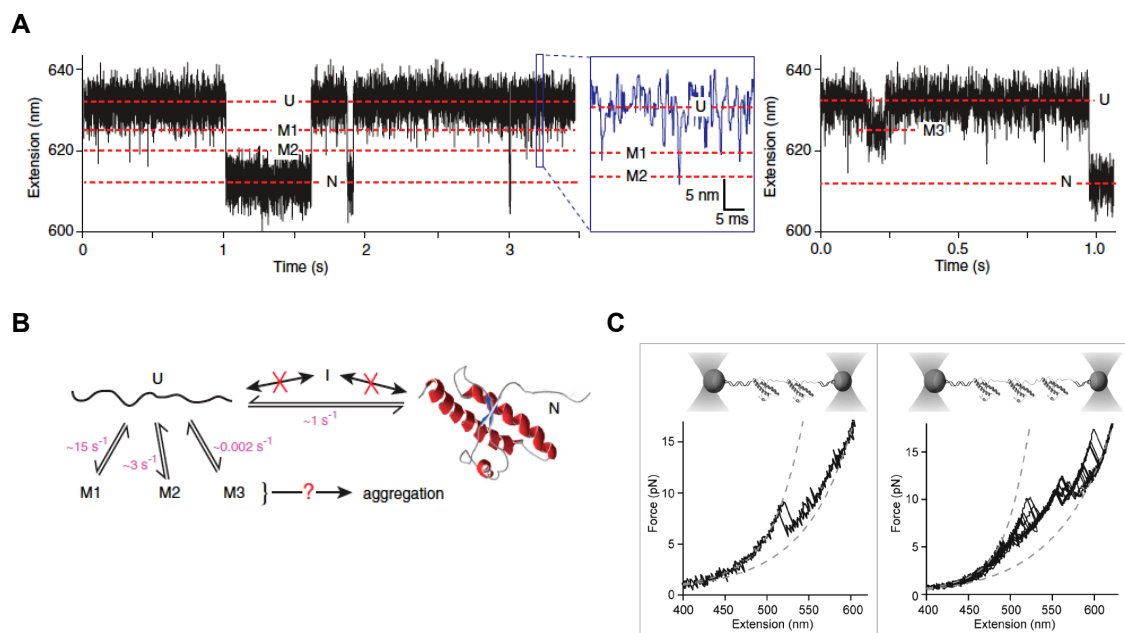 A
640
620
600
Extension (nm)
U
M1
M2
N
0
1
2
3
Time (s)
U
M1
M2
5 nm
5 ms
640
620
600
Extension (nm)
U
M3
N
0.0
0.5
1.0
Time (s)
B
U
I
N
~1 s⁻¹
~15 s⁻¹
~3 s⁻¹
~0.002 s⁻¹
M1 M2 M3 } ? aggregation
C
15
10
5
0
Force (pN)
400 450 500 550 600
Extension (nm)
15
10
5
0
Force (pN)
400 450 500 550 600
Extension (nm)